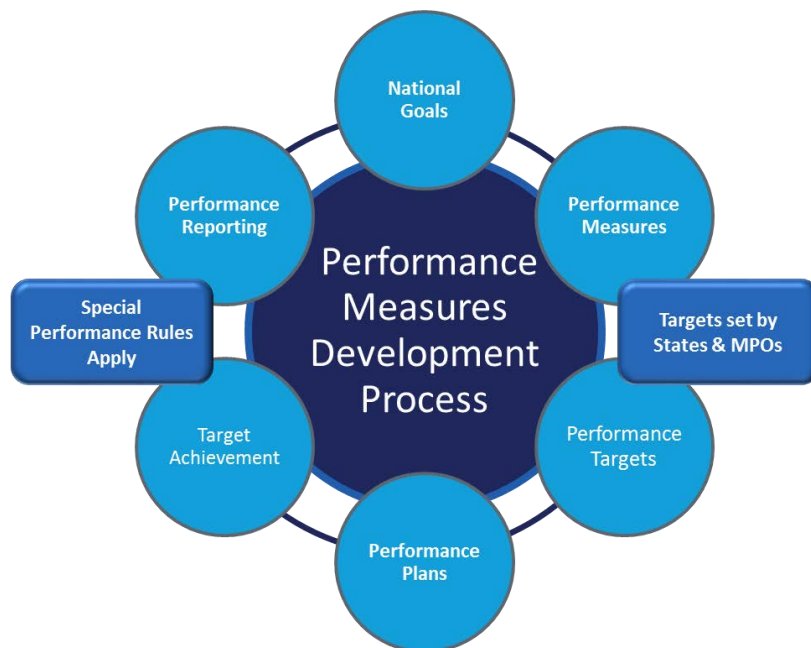 National
Goals
Performance
Reporting
Performance
Measures
Performance
Measures
Development
Process
Special
Performance Rules
Apply
Targets set by
States & MPOs
Target
Achievement
Performance
Targets
Performance
Plans